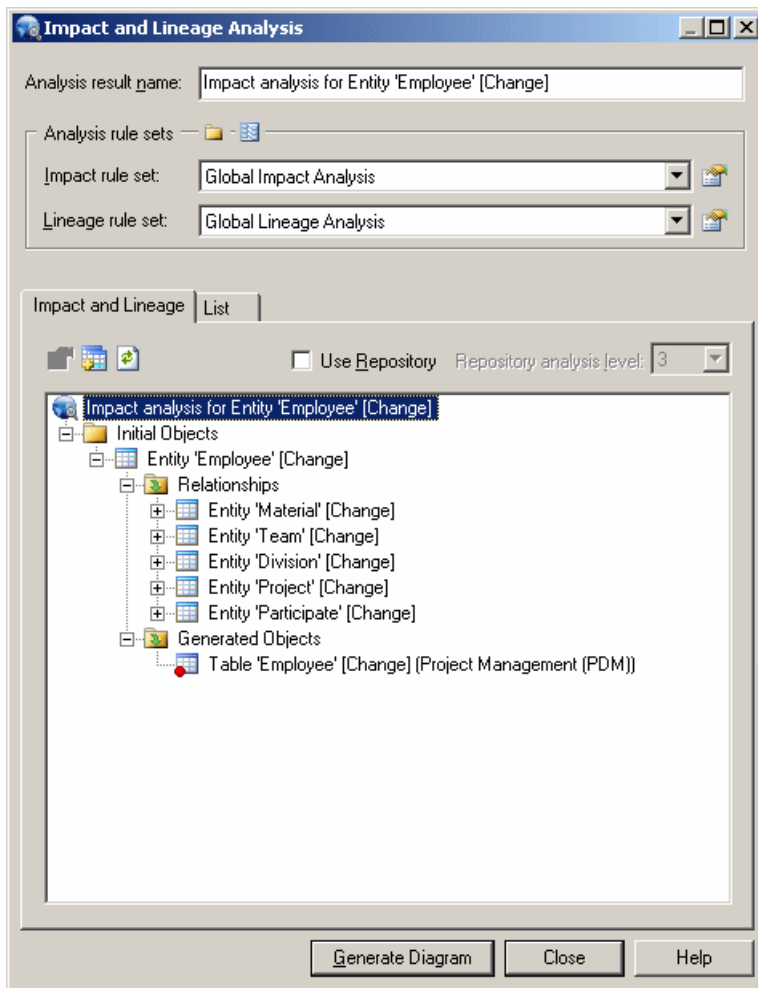 Impact and Lineage Analysis
Analysis result name: Impact analysis for Entity 'Employee' [Change]
Analysis rule sets
Impact rule set: Global Impact Analysis
Lineage rule set: Global Lineage Analysis
Impact and Lineage List
Use Repository Repository analysis level: 3
Impact analysis for Entity 'Employee' [Change]
Initial Objects
Entity 'Employee' [Change]
Relationships
Entity 'Material' [Change]
Entity 'Team' [Change]
Entity 'Division' [Change]
Entity 'Project' [Change]
Entity 'Participate' [Change]
Generated Objects
Table 'Employee' [Change] (Project Management (PDM))
Generate Diagram Close Help